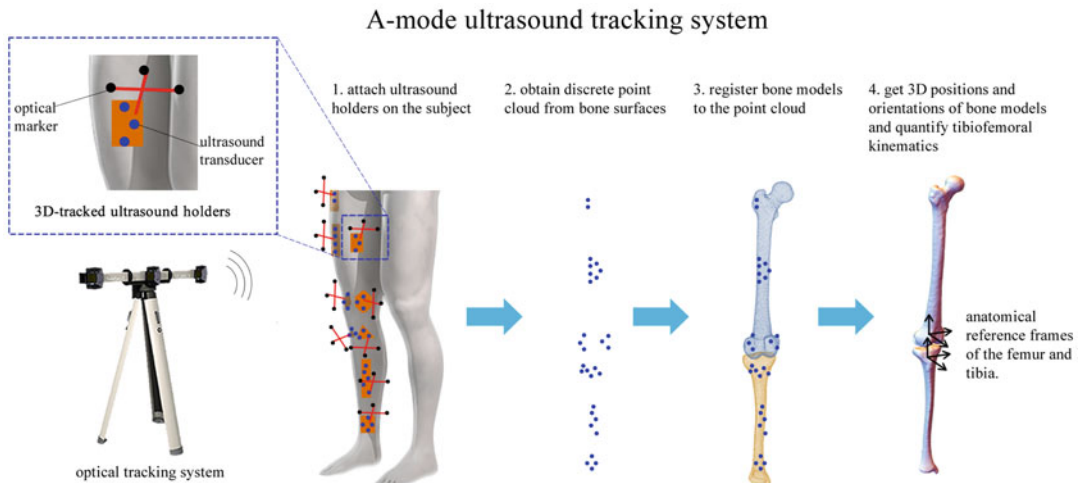 A-mode ultrasound tracking system
optical
marker
ultrasound
transducer
3D-tracked ultrasound holders
optical tracking system
1. attach ultrasound
holders on the subject
2. obtain discrete point
cloud from bone surfaces
3. register bone models
to the point cloud
4. get 3D positions and
orientations of bone models
and quantify tibiofemoral
kinematics
anatomical
reference frames
of the femur and
tibia.